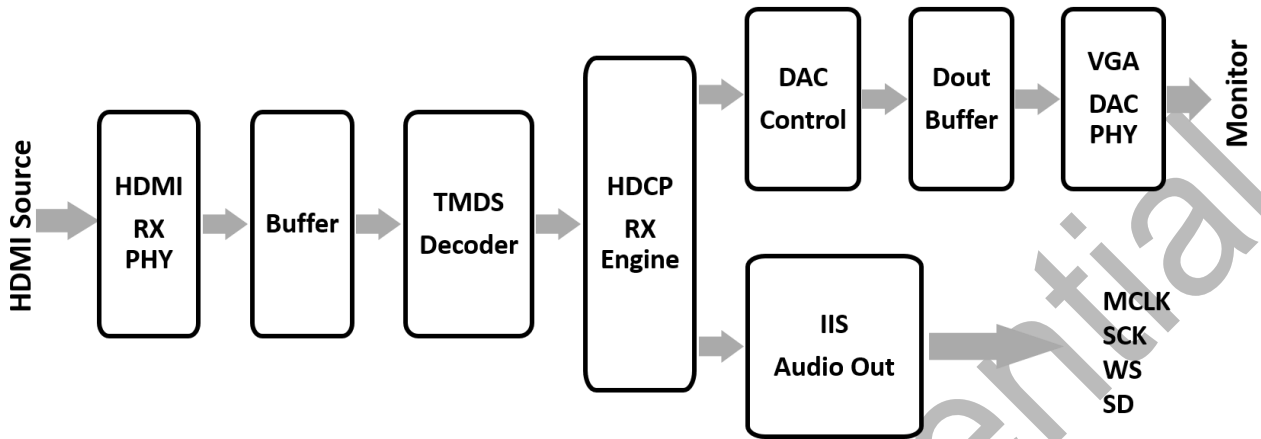 HDMI Source
HDMI
RX
PHY
Buffer
TMDS
Decoder
HDCP
RX
Engine
DAC
Control
Dout
Buffer
VGA
DAC
PHY
Monitor
IIS
Audio Out
MCLK
SCK
WS
SD
ential